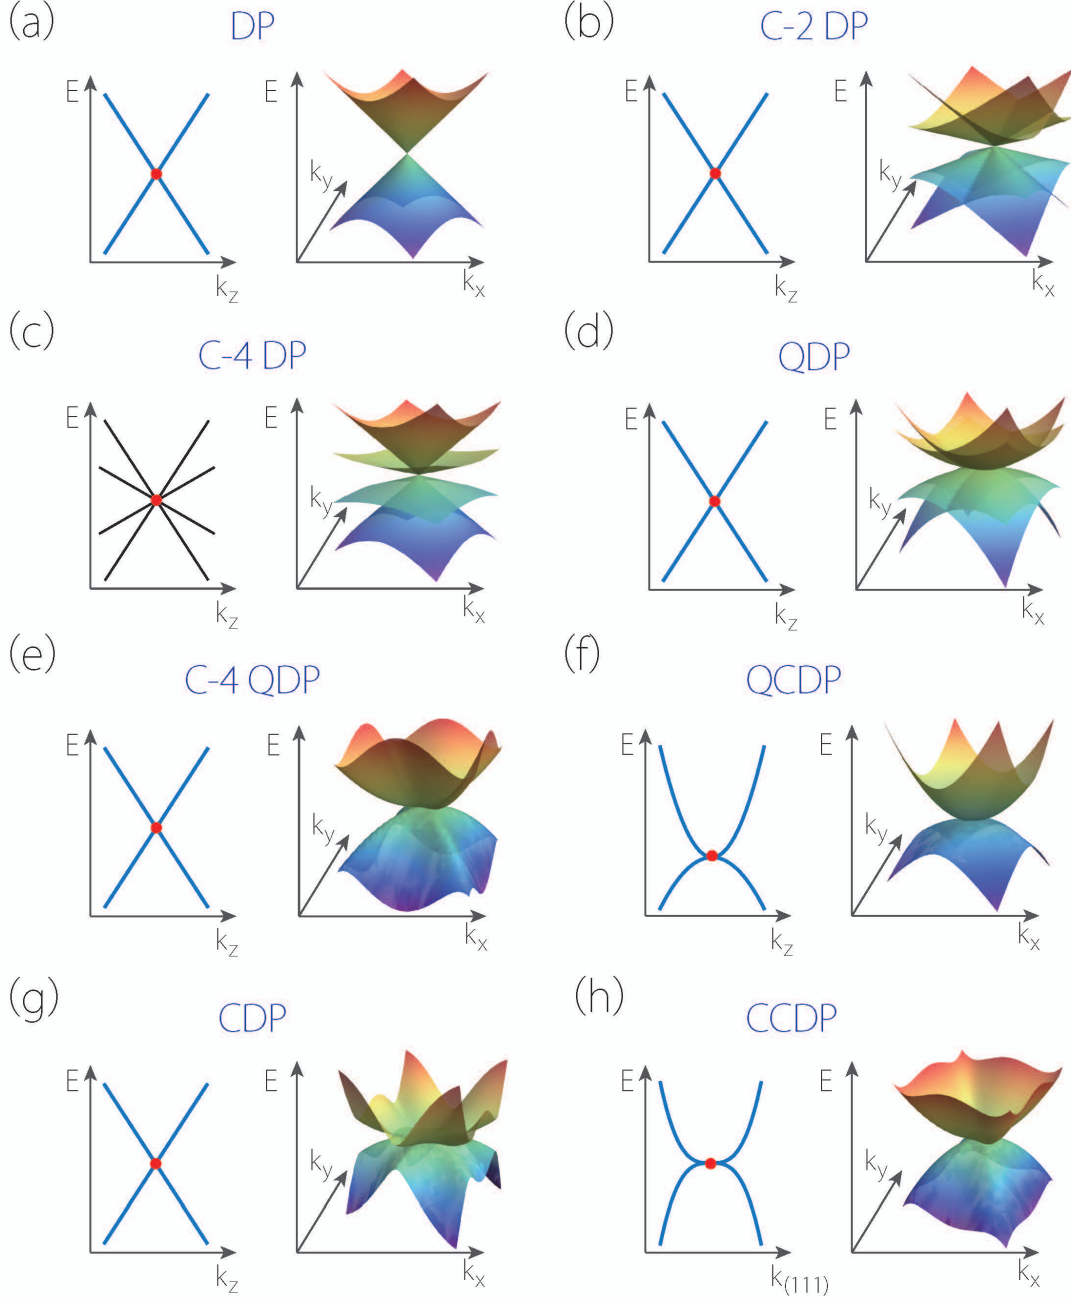 (a)
DP
E
k_z
E
k_y
k_x
(b)
C-2 DP
E
k_z
E
k_y
k_x
(c)
C-4 DP
E
k_z
E
k_y
k_x
(d)
QDP
E
k_z
E
k_y
k_x
(e)
C-4 QDP
E
k_z
E
k_y
k_x
(f)
QCDP
E
k_z
E
k_y
k_x
(g)
CDP
E
k_z
E
k_y
k_x
(h)
CCDP
E
k_(111)
E
k_y
k_x